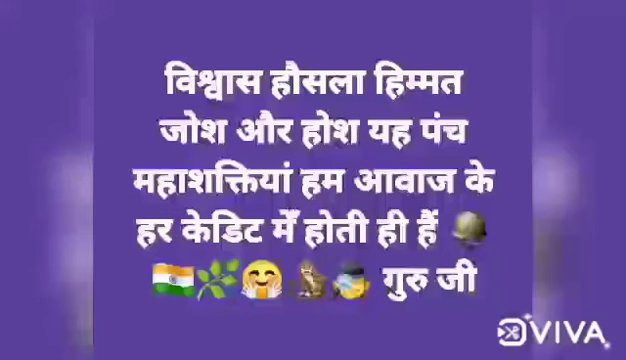 विश्वास हौसला हिम्मत
जोश और होश यह पंच
महाशक्तियां हम आवाज के
हर केडिट मेँ होती ही हैं 🪖
🇮🇳🌿🤗🐅🧏 गुरु जी
VIVA